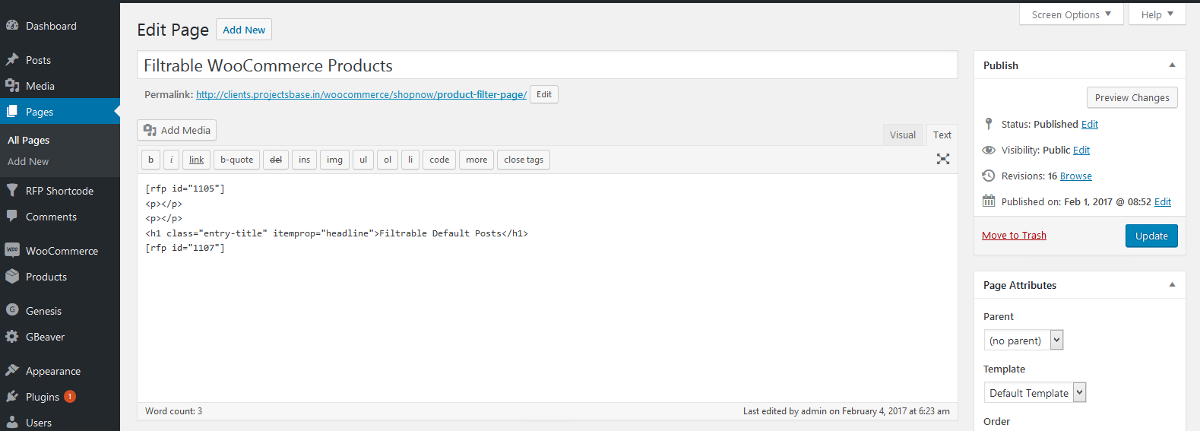 Screen Options ▼ Help ▼
Dashboard
Posts
Media
Pages
All Pages
Add New
RFP Shortcode
Comments
WooCommerce
Products
Genesis
GBeaver
Appearance
Plugins 1
Users
Edit Page Add New
Filtrable WooCommerce Products
Permalink: http://clients.projectsbase.in/woocommerce/shopnow/product-filter-page/ Edit
Add Media
Visual Text
b i link b-quote del ins img ul ol li code more close tags
[rfp id="1105"]
<p></p>
<p></p>
<h1 class="entry-title" itemprop="headline">Filtrable Default Posts</h1>
[rfp id="1107"]
Word count: 3 Last edited by admin on February 4, 2017 at 6:23 am
Publish
Preview Changes
Status: Published Edit
Visibility: Public Edit
Revisions: 16 Browse
Published on: Feb 1, 2017 @ 08:52 Edit
Move to Trash Update
Page Attributes
Parent
(no parent)
Template
Default Template
Order